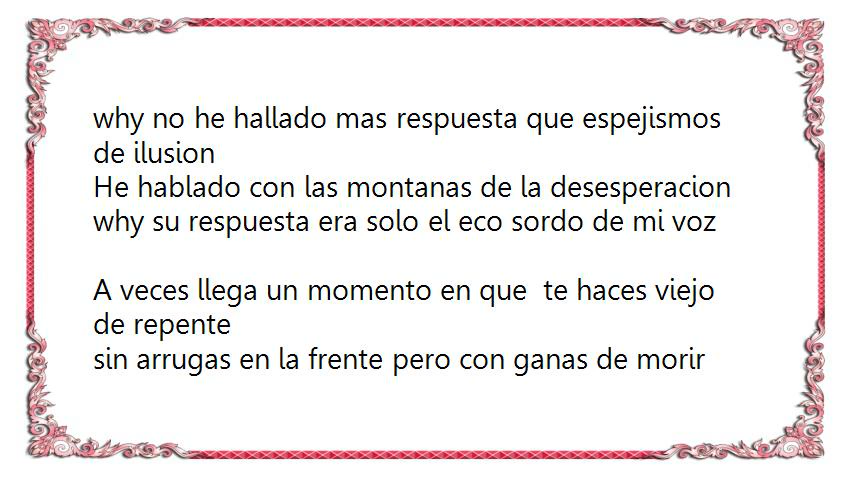 why no he hallado mas respuesta que espejismos
de ilusion
He hablado con las montanas de la desesperacion
why su respuesta era solo el eco sordo de mi voz
A veces llega un momento en que  te haces viejo
de repente
sin arrugas en la frente pero con ganas de morir